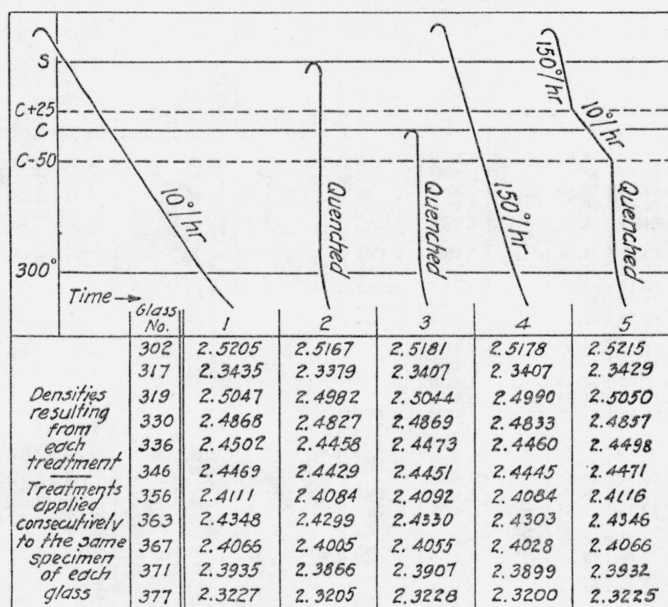 S
C+25
C
C-50
300°
10°/hr
Quenched
Quenched
150°/hr
150°/hr
10°/hr
Quenched
Time →
Glass No. 1 2 3 4 5
302 2.5205 2.5167 2.5181 2.5178 2.5215
317 2.3435 2.3379 2.3407 2.3407 2.3429
Densities 319 2.5047 2.4982 2.5044 2.4990 2.5050
resulting
from 330 2.4868 2.4827 2.4869 2.4833 2.4857
each 336 2.4502 2.4458 2.4473 2.4460 2.4498
treatment 346 2.4469 2.4429 2.4451 2.4445 2.4471
Treatments 356 2.4111 2.4084 2.4092 2.4084 2.4116
applied
consecutively 363 2.4348 2.4299 2.4330 2.4303 2.4346
to the same 367 2.4066 2.4005 2.4055 2.4028 2.4066
specimen
of each 371 2.3935 2.3866 2.3907 2.3899 2.3932
glass 377 2.3227 2.3205 2.3228 2.3200 2.3225